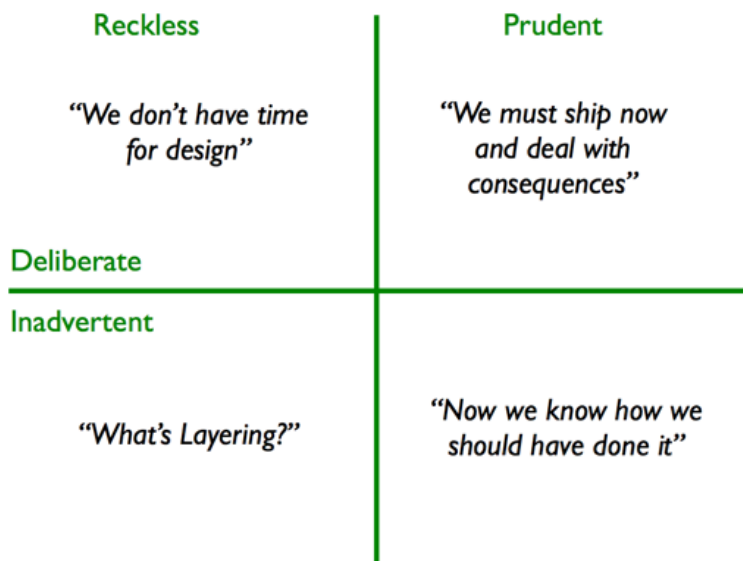 Reckless
Prudent
“We don’t have time
for design”
“We must ship now
and deal with
consequences”
Deliberate
Inadvertent
“What’s Layering?”
“Now we know how we
should have done it”